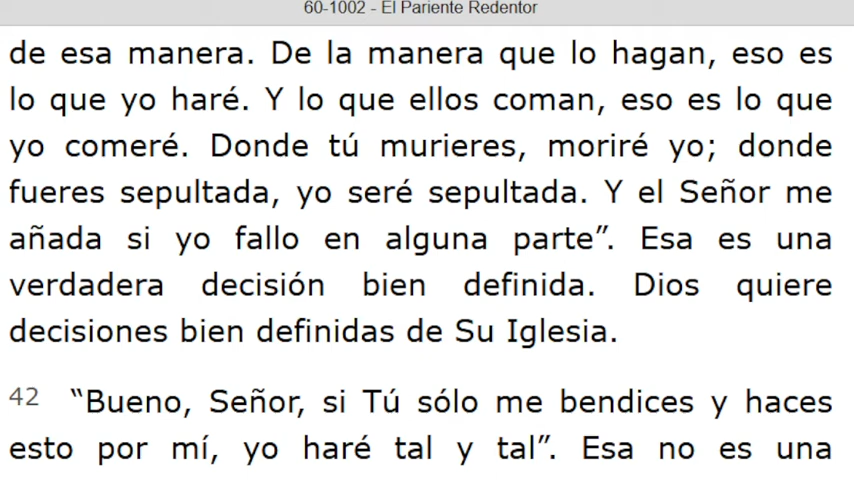 60-1002 - El Pariente Redentor
de esa manera. De la manera que lo hagan, eso es
lo que yo haré. Y lo que ellos coman, eso es lo que
yo comeré. Donde tú murieres, moriré yo; donde
fueres sepultada, yo seré sepultada. Y el Señor me
añada si yo fallo en alguna parte”. Esa es una
verdadera decisión bien definida. Dios quiere
decisiones bien definidas de Su Iglesia.
42 “Bueno, Señor, si Tú sólo me bendices y haces
esto por mí, yo haré tal y tal”. Esa no es una